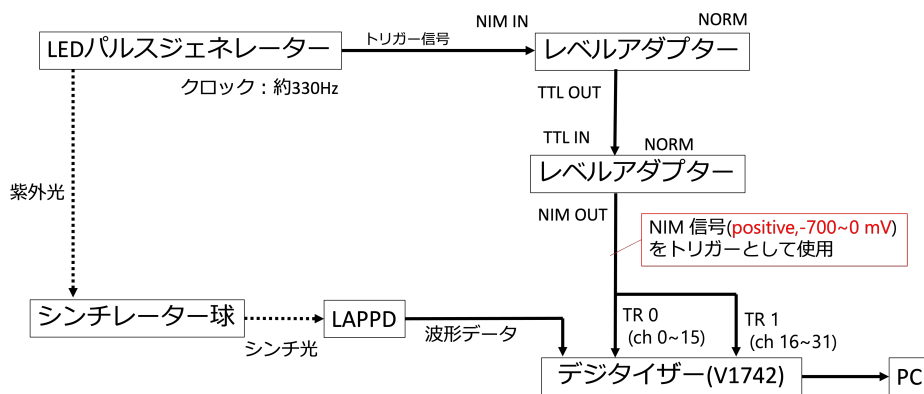 NIM IN
NORM
LEDパルスジェネレーター
トリガー信号
レベルアダプター
クロック：約330Hz
TTL OUT
TTL IN
NORM
レベルアダプター
紫外光
NIM OUT
NIM 信号(positive,-700~0 mV)
をトリガーとして使用
シンチレーター球
シンチ光
LAPPD
波形データ
TR 0
(ch 0~15)
TR 1
(ch 16~31)
デジタイザー(V1742)
PC